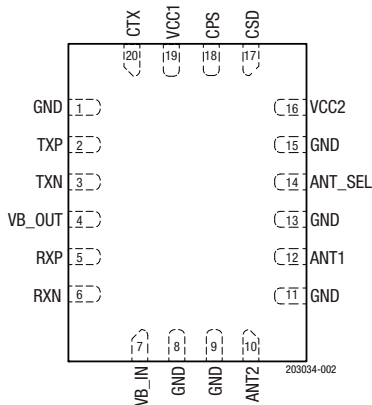 CTX VCC1 CPS CSD
20 19 18 17
GND 1 16 VCC2
TXP 2 15 GND
TXN 3 14 ANT_SEL
VB_OUT 4 13 GND
RXP 5 12 ANT1
RXN 6 11 GND
7 8 9 10
VB_IN GND GND ANT2
203034-002